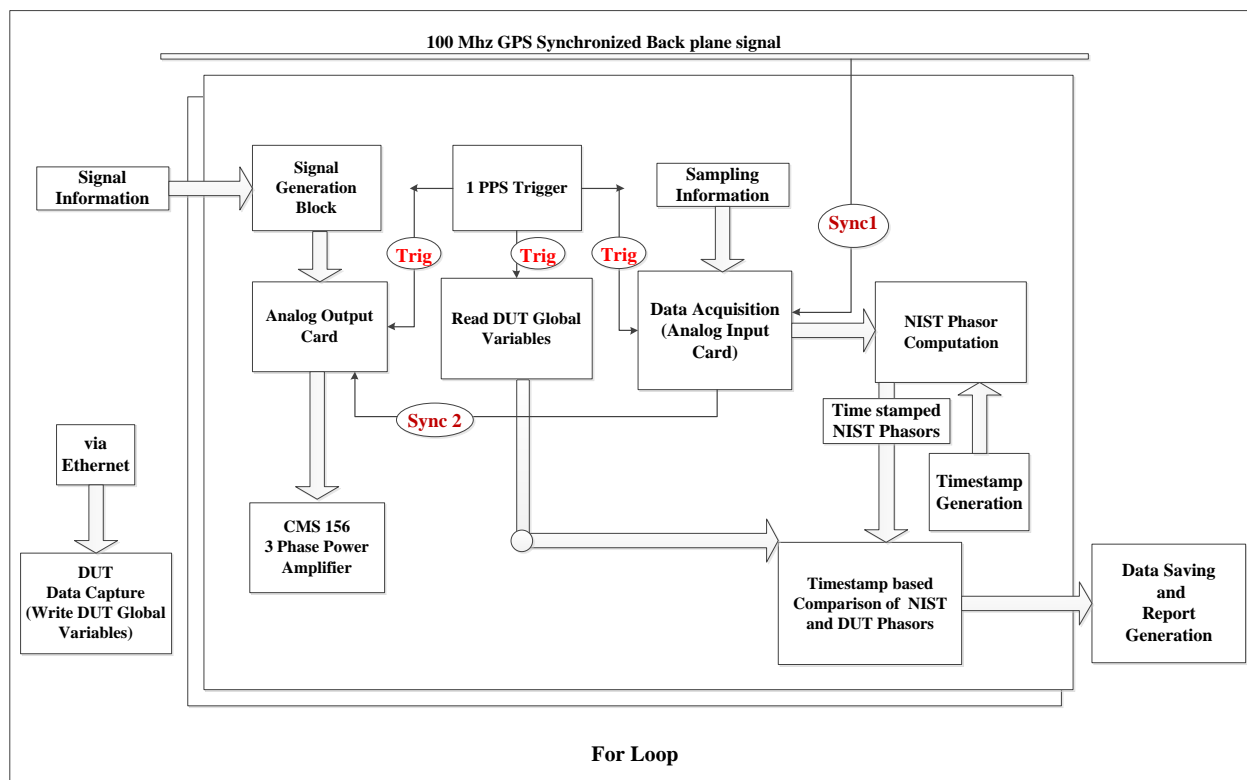 100 Mhz GPS Synchronized Back plane signal
Signal
Information
Signal
Generation
Block
1 PPS Trigger
Sampling
Information
Sync1
Trig
Trig
Trig
Analog Output
Card
Read DUT Global
Variables
Data Acquisition
(Analog Input
Card)
NIST Phasor
Computation
Sync 2
Time stamped
NIST Phasors
via
Ethernet
Timestamp
Generation
CMS 156
3 Phase Power
Amplifier
DUT
Data Capture
(Write DUT Global
Variables)
Timestamp based
Comparison of NIST
and DUT Phasors
Data Saving
and
Report
Generation
For Loop